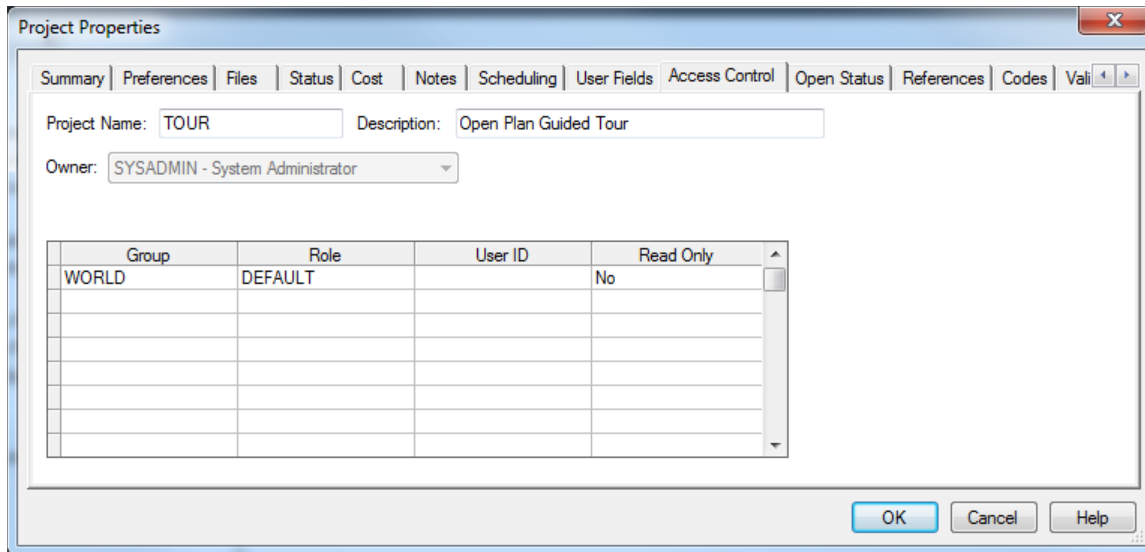 Project Properties
Summary Preferences Files Status Cost Notes Scheduling User Fields Access Control Open Status References Codes Vali
Project Name: TOUR Description: Open Plan Guided Tour
Owner: SYSADMIN - System Administrator
Group Role User ID Read Only
WORLD DEFAULT No
OK Cancel Help